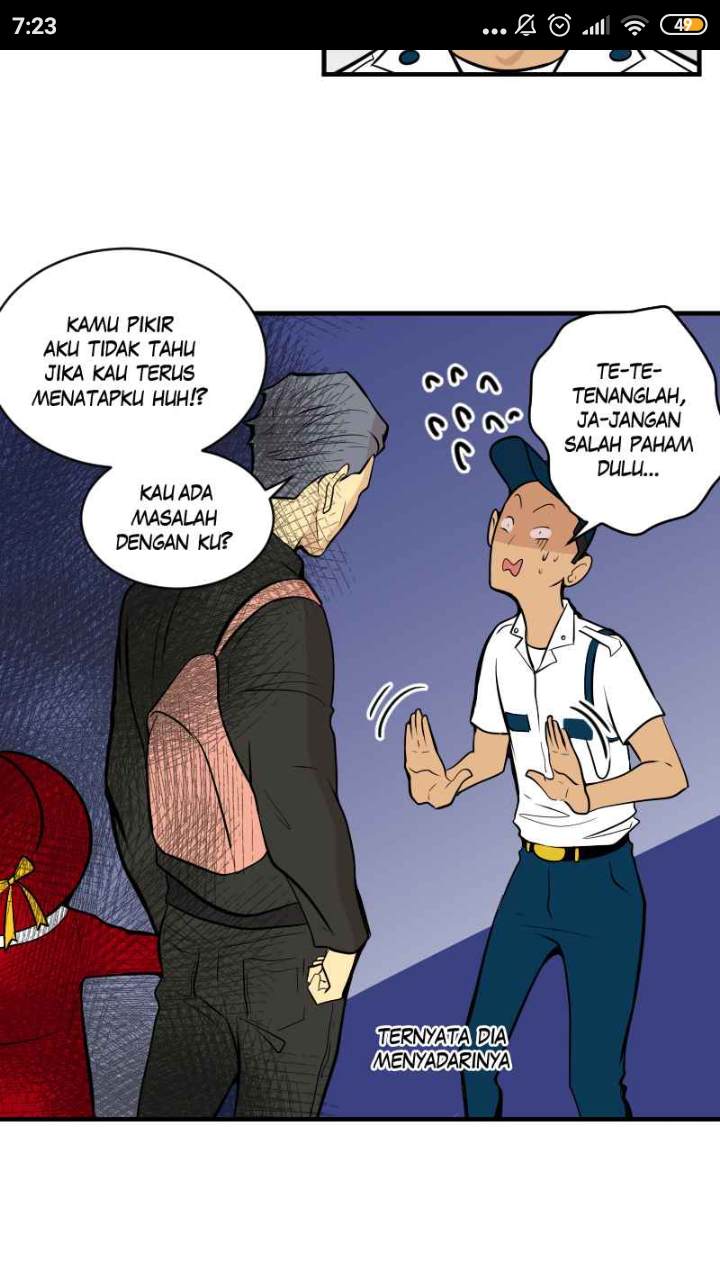 7:23
49
KAMU PIKIR
AKU TIDAK TAHU
JIKA KAU TERUS
MENATAPKU HUH!?
KAU ADA
MASALAH
DENGAN KU?
TE-TE-
TENANGLAH,
JA-JANGAN
SALAH PAHAM
DULU...
TERNYATA DIA
MENYADARINYA